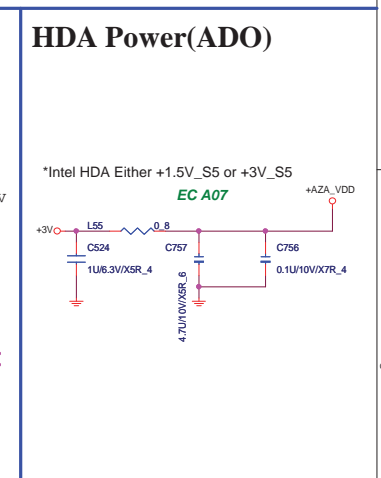 HDA Power(ADO)
*Intel HDA Either +1.5V_S5 or +3V_S5
EC A07
+AZA_VDD
+3V
L55
0_8
C524
C757
C756
1U/6.3V/X5R_4
4.7U/10V/X5R_6
0.1U/10V/X7R_4